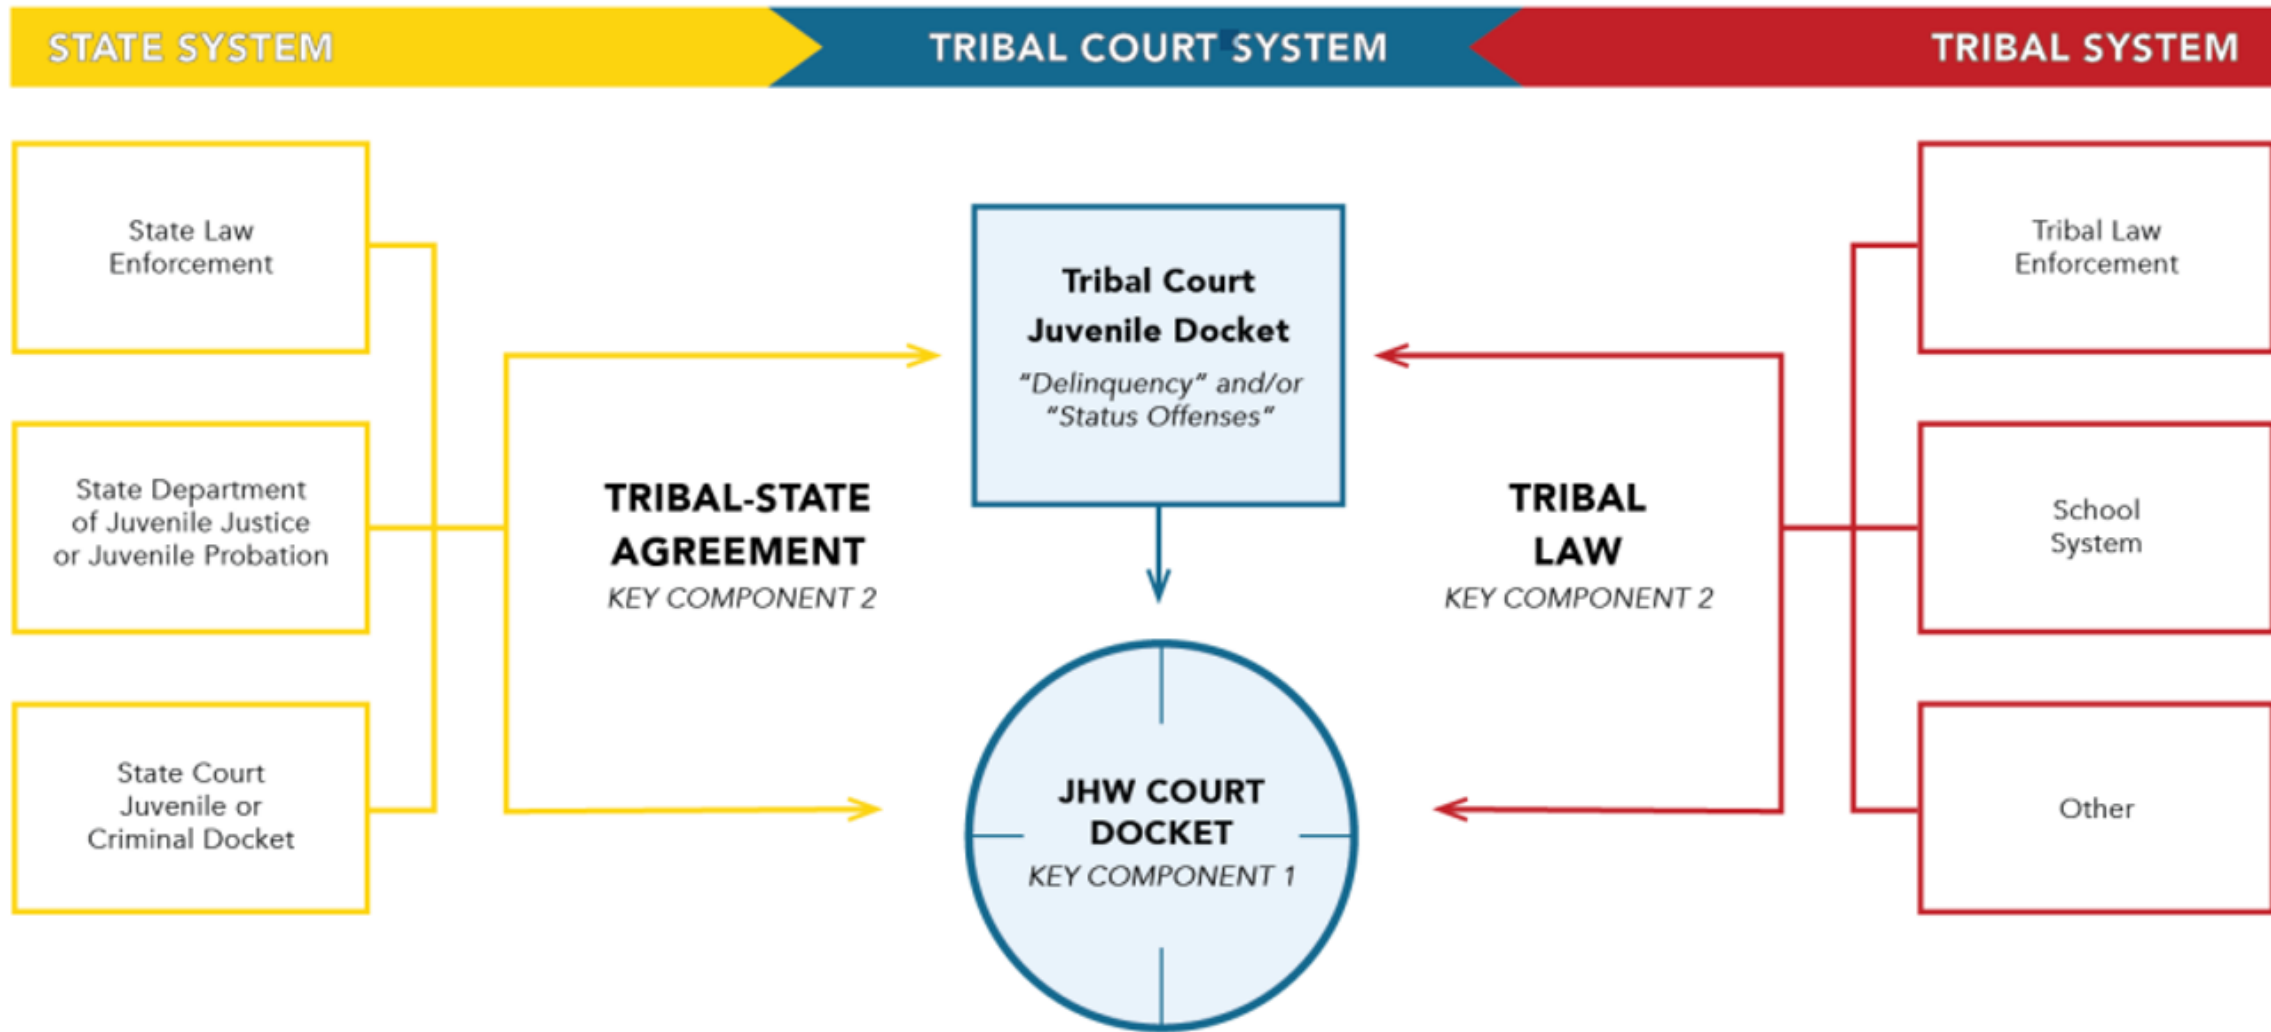 STATE SYSTEM
TRIBAL COURT SYSTEM
TRIBAL SYSTEM
State Law
Enforcement
State Department
of Juvenile Justice
or Juvenile Probation
State Court
Juvenile or
Criminal Docket
TRIBAL-STATE
AGREEMENT
KEY COMPONENT 2
Tribal Court
Juvenile Docket
"Delinquency" and/or
"Status Offenses"
JHW COURT
DOCKET
KEY COMPONENT 1
TRIBAL
LAW
KEY COMPONENT 2
Tribal Law
Enforcement
School
System
Other